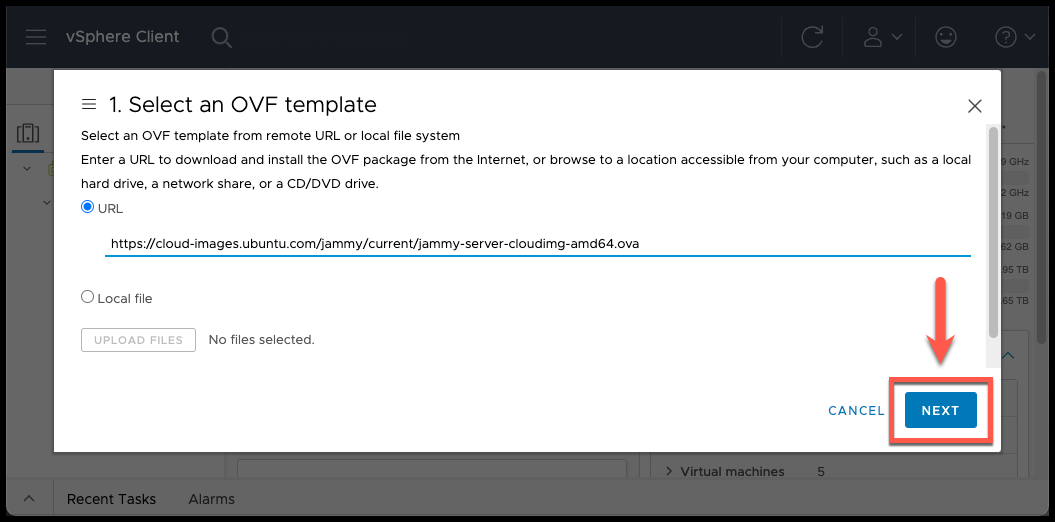 vSphere Client
1. Select an OVF template
Select an OVF template from remote URL or local file system
Enter a URL to download and install the OVF package from the Internet, or browse to a location accessible from your computer, such as a local
hard drive, a network share, or a CD/DVD drive.
URL
https://cloud-images.ubuntu.com/jammy/current/jammy-server-cloudimg-amd64.ova
Local file
UPLOAD FILES No files selected.
CANCEL NEXT
9 GHz
2 GHz
19 GB
62 GB
.95 TB
.65 TB
Virtual machines 5
Recent Tasks Alarms